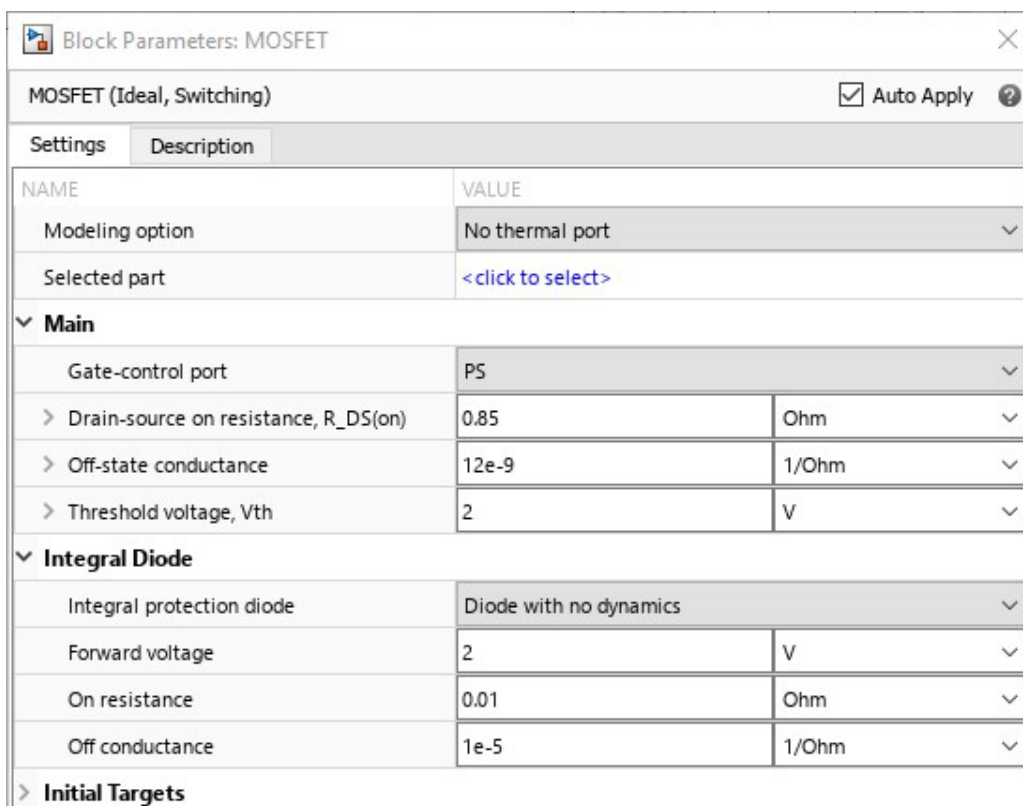 Block Parameters: MOSFET
MOSFET (Ideal, Switching) Auto Apply ?
Settings Description
NAME VALUE
Modeling option No thermal port
Selected part <click to select>
Main
Gate-control port PS
Drain-source on resistance, R_DS(on) 0.85 Ohm
Off-state conductance 12e-9 1/Ohm
Threshold voltage, Vth 2 V
Integral Diode
Integral protection diode Diode with no dynamics
Forward voltage 2 V
On resistance 0.01 Ohm
Off conductance 1e-5 1/Ohm
Initial Targets